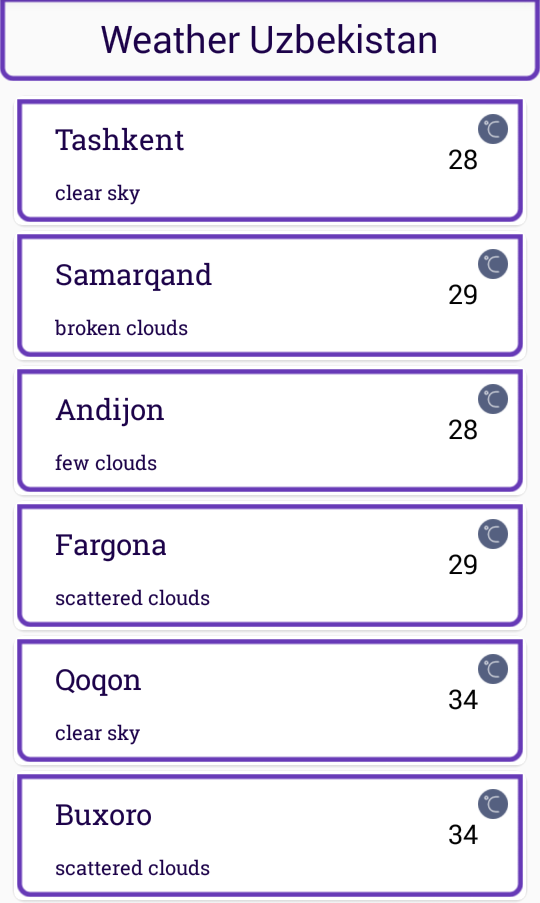 Weather Uzbekistan
Tashkent
°C
28
clear sky
Samarqand
°C
29
broken clouds
Andijon
°C
28
few clouds
Fargona
°C
29
scattered clouds
Qoqon
°C
34
clear sky
Buxoro
°C
34
scattered clouds